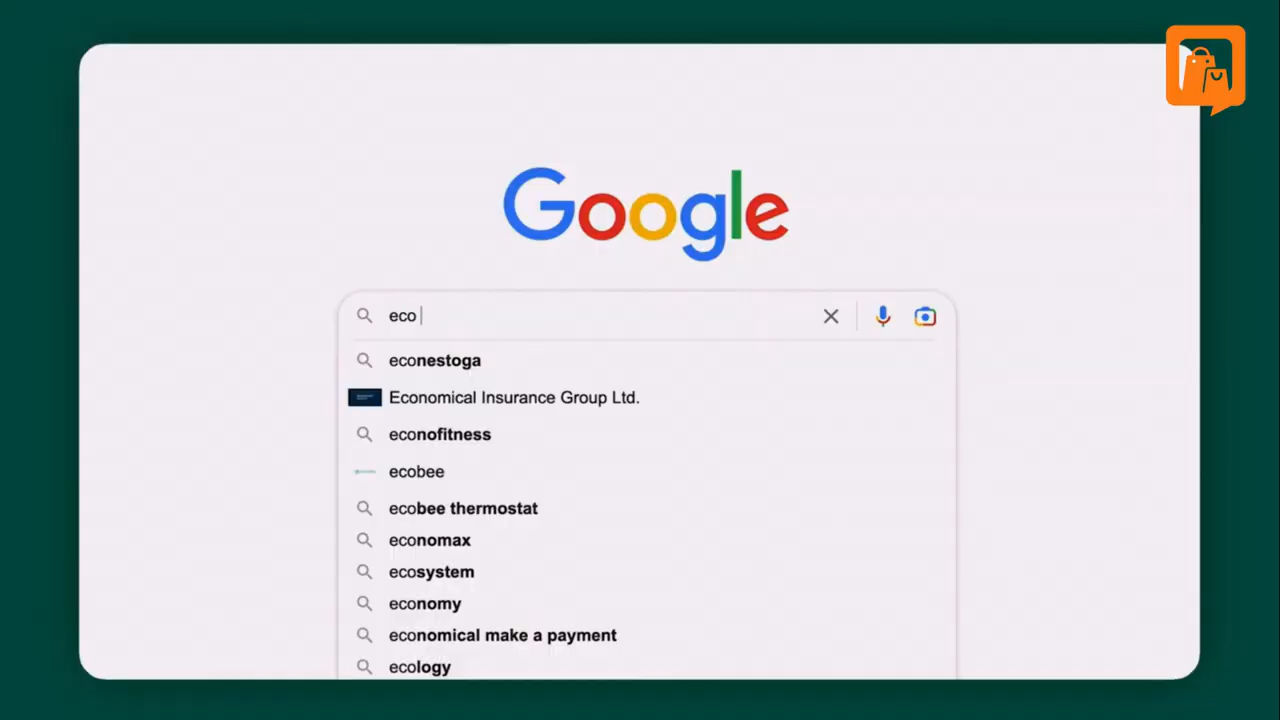 Google
eco
econestoga
Economical Insurance Group Ltd.
econofitness
ecobee
ecobee thermostat
economax
ecosystem
economy
economical make a payment
ecology